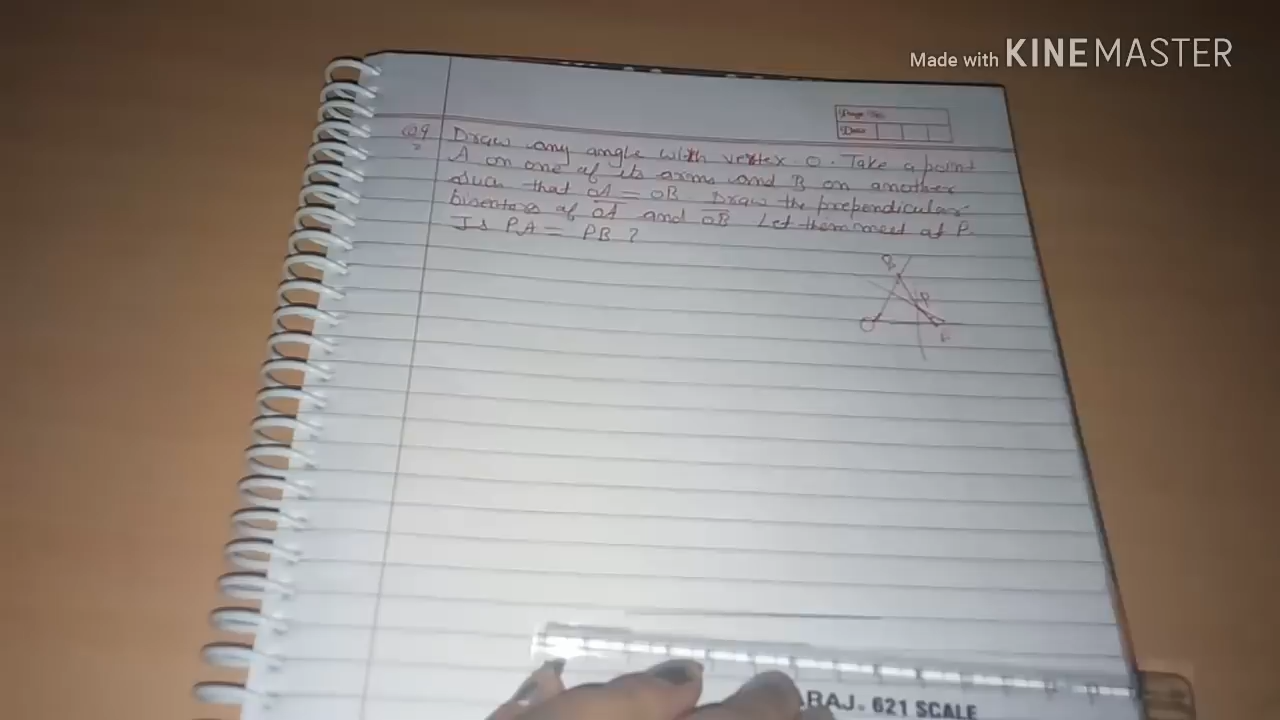 Made with KINEMASTER
Page No.
Date
Q9 Draw any angle with vertex O. Take a point
A on one of its arms and B on another
such that OA = OB Draw the prependicular
bisectors of OA and OB Let them meet at P.
Is PA = PB ?
B
P
O
621 SCALE